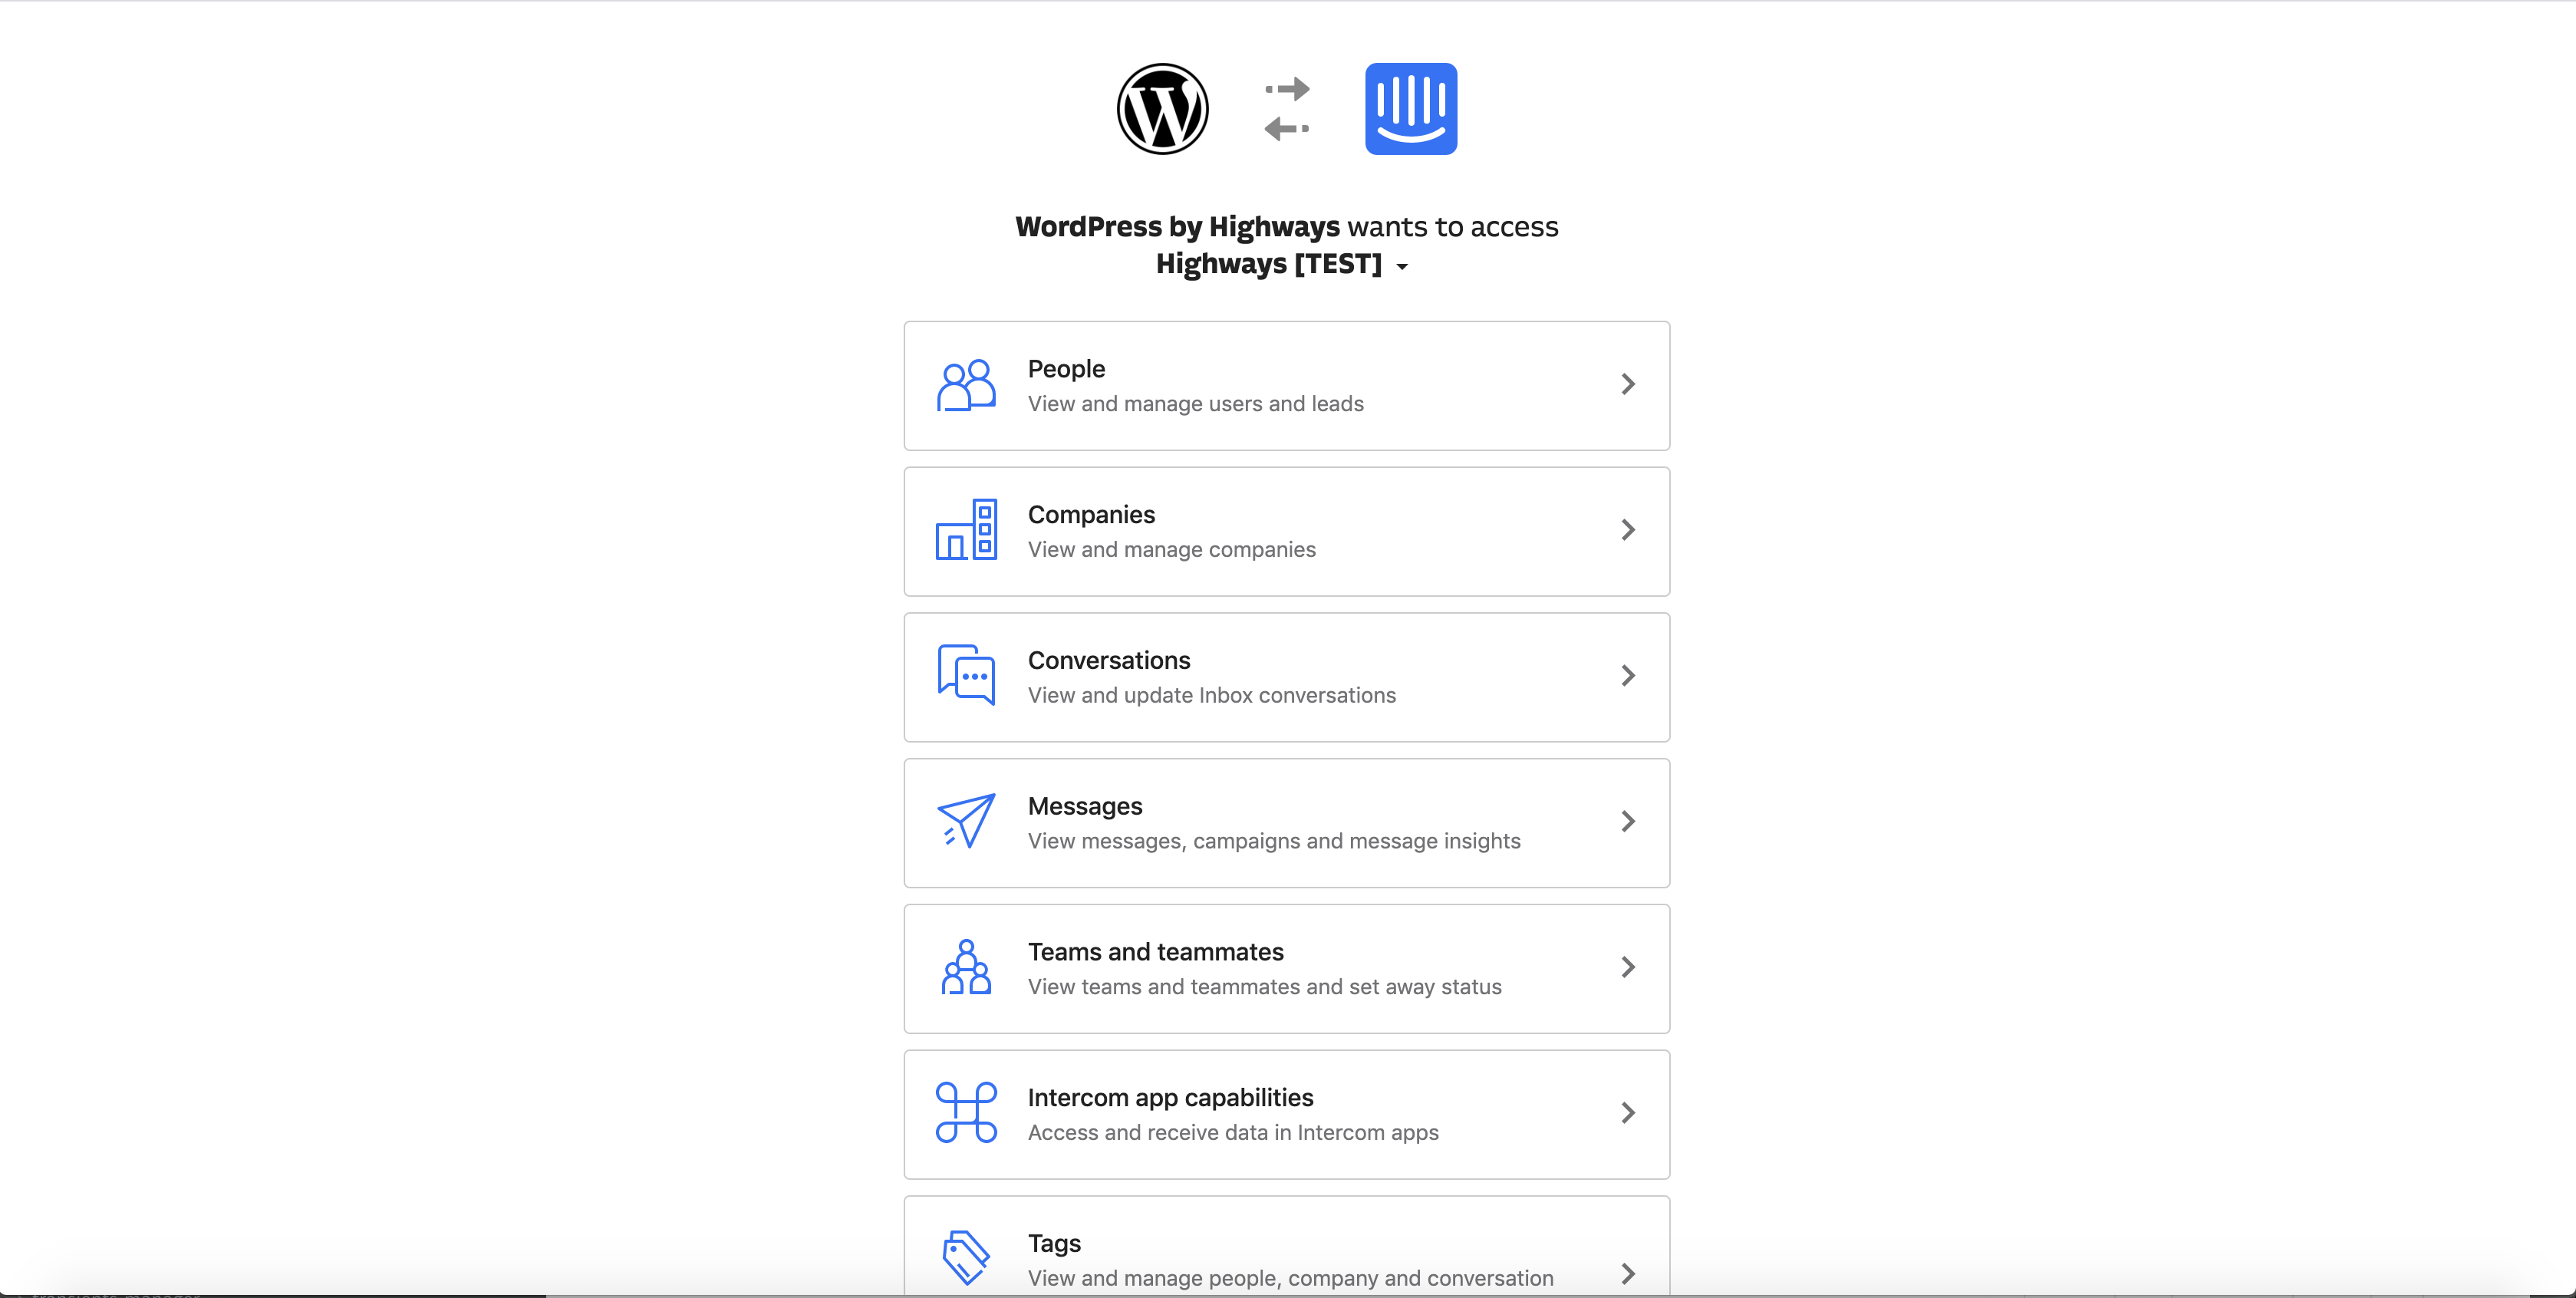 WordPress by Highways wants to access
Highways [TEST]
People
View and manage users and leads
Companies
View and manage companies
Conversations
View and update Inbox conversations
Messages
View messages, campaigns and message insights
Teams and teammates
View teams and teammates and set away status
Intercom app capabilities
Access and receive data in Intercom apps
Tags
View and manage people, company and conversation